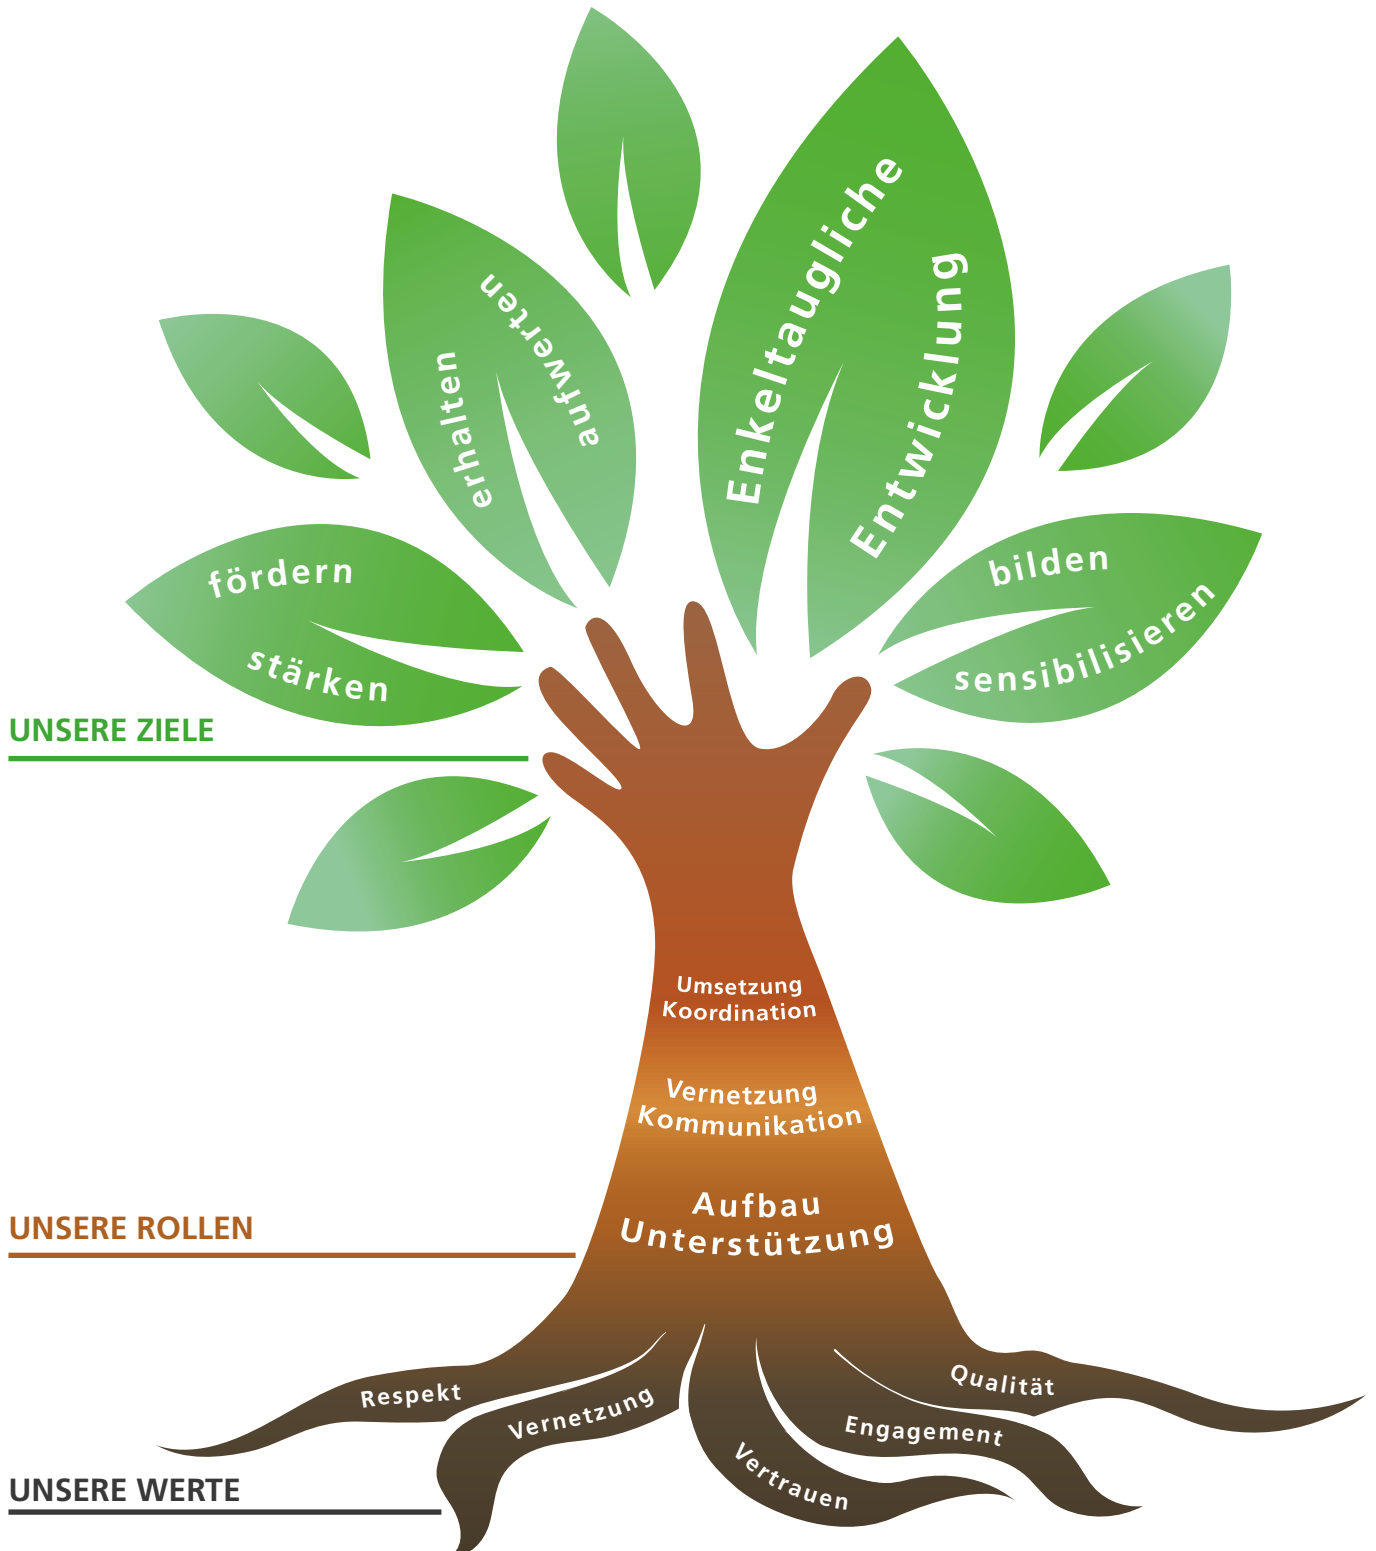 Enkeltaugliche
Entwicklung
erhalten
aufwerten
fördern
stärken
bilden
sensibilisieren
UNSERE ZIELE
Umsetzung
Koordination
Vernetzung
Kommunikation
Aufbau
Unterstützung
UNSERE ROLLEN
Respekt
Vernetzung
Vertrauen
Engagement
Qualität
UNSERE WERTE